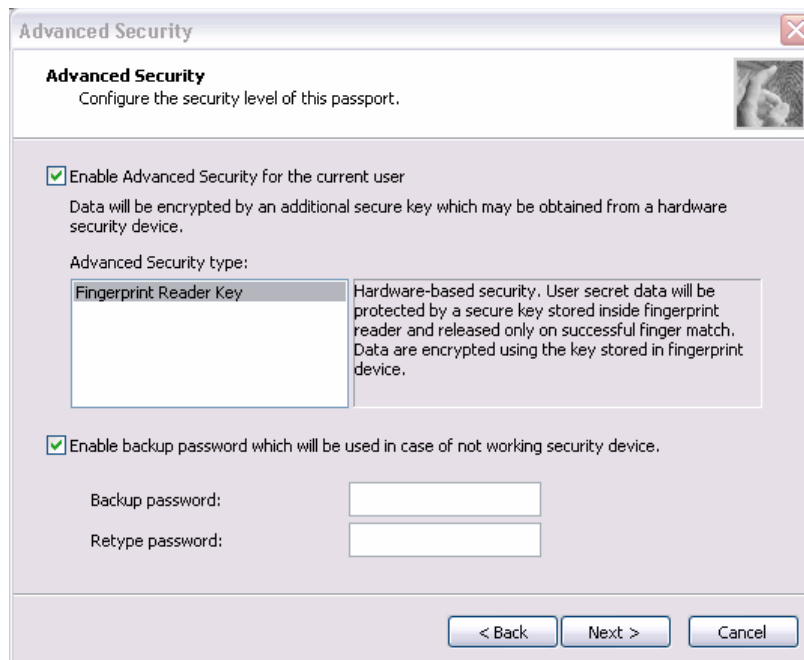 Advanced Security
Advanced Security
Configure the security level of this passport.
Enable Advanced Security for the current user
Data will be encrypted by an additional secure key which may be obtained from a hardware
security device.
Advanced Security type:
Fingerprint Reader Key
Hardware-based security. User secret data will be
protected by a secure key stored inside fingerprint
reader and released only on successful finger match.
Data are encrypted using the key stored in fingerprint
device.
Enable backup password which will be used in case of not working security device.
Backup password:
Retype password:
< Back
Next >
Cancel